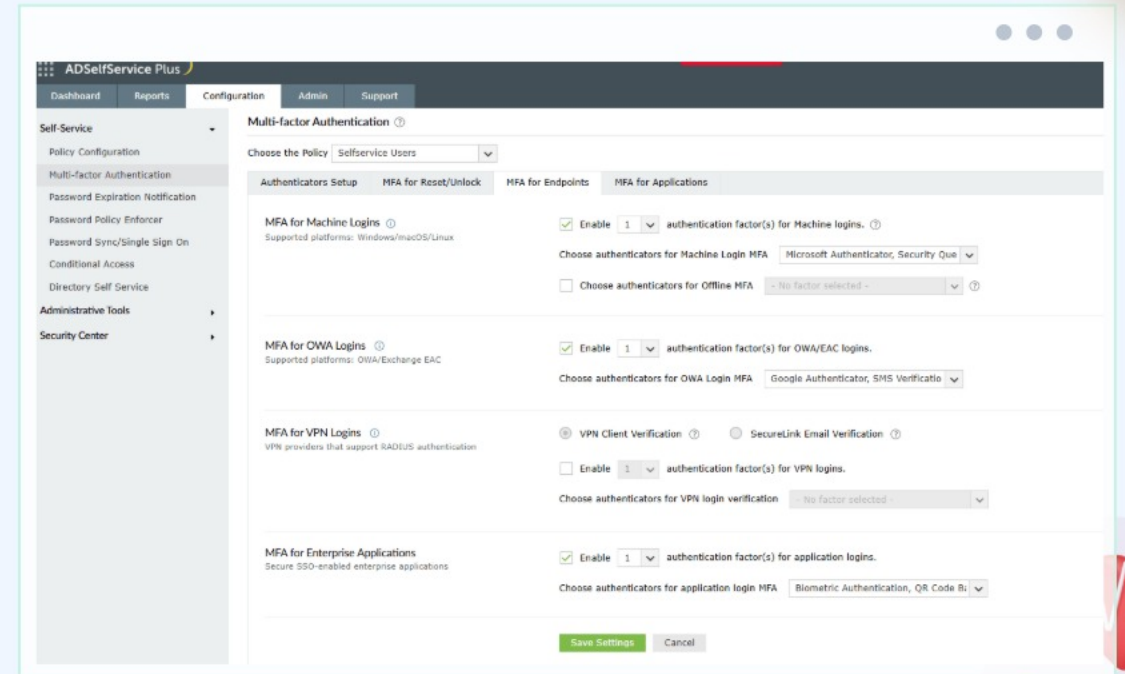 ADSelfService Plus
Dashboard Reports Configuration Admin Support
Self-Service
Policy Configuration
Multi-factor Authentication
Password Expiration Notification
Password Policy Enforcer
Password Sync/Single Sign On
Conditional Access
Directory Self Service
Administrative Tools
Security Center
Multi-factor Authentication ?
Choose the Policy Selfservice Users
Authenticators Setup MFA for Reset/Unlock MFA for Endpoints MFA for Applications
MFA for Machine Logins
Supported platforms: Windows/macOS/Linux
Enable 1 authentication factor(s) for Machine logins. ?
Choose authenticators for Machine Login MFA Microsoft Authenticator, Security Que
Choose authenticators for Offline MFA - No factor selected - ?
MFA for OWA Logins
Supported platforms: OWA/Exchange EAC
Enable 1 authentication factor(s) for OWA/EAC logins.
Choose authenticators for OWA Login MFA Google Authenticator, SMS Verificatio
MFA for VPN Logins
VPN providers that support RADIUS authentication
VPN Client Verification ? SecureLink Email Verification ?
Enable 1 authentication factor(s) for VPN logins.
Choose authenticators for VPN login verification - No factor selected -
MFA for Enterprise Applications
Secure SSO-enabled enterprise applications
Enable 1 authentication factor(s) for application logins.
Choose authenticators for application login MFA Biometric Authentication, QR Code Ba
Save Settings Cancel